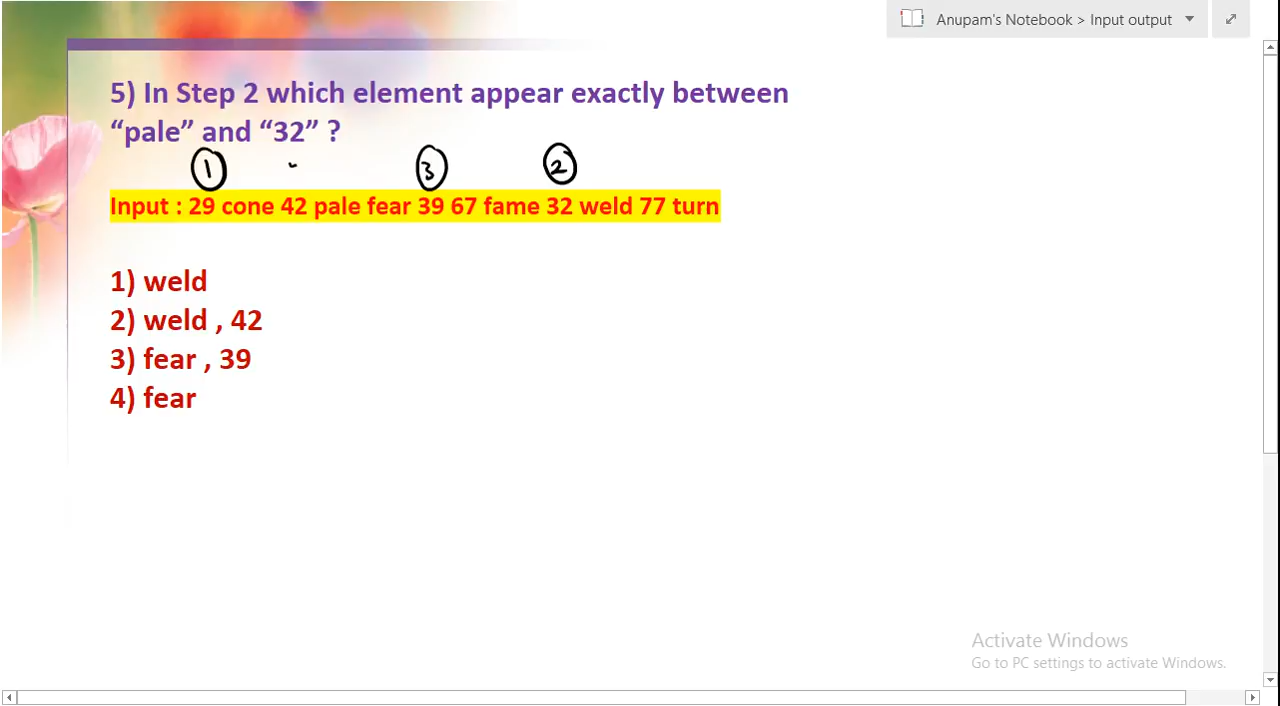 Anupam's Notebook > Input output
5) In Step 2 which element appear exactly between
“pale” and “32” ?
1 3 2
Input : 29 cone 42 pale fear 39 67 fame 32 weld 77 turn
1) weld
2) weld , 42
3) fear , 39
4) fear
Activate Windows
Go to PC settings to activate Windows.